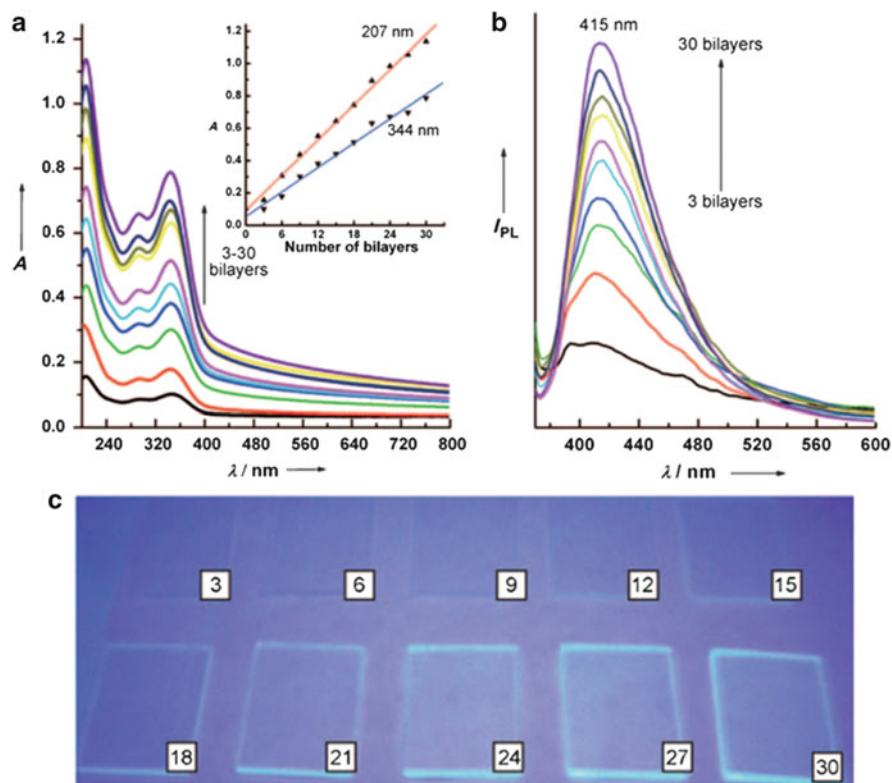 a
1.2
1.0
0.8
0.6
0.4
0.2
0.0
A
240 320 400 480 560 640 720 800
λ / nm
3-30
bilayers
1.2
1.0
0.8
0.6
0.4
0.2
0.0
A
207 nm
344 nm
0 6 12 18 24 30
Number of bilayers
b
415 nm
30 bilayers
3 bilayers
IPL
400 440 480 520 560 600
λ / nm
c
3 6 9 12 15
18 21 24 27 30